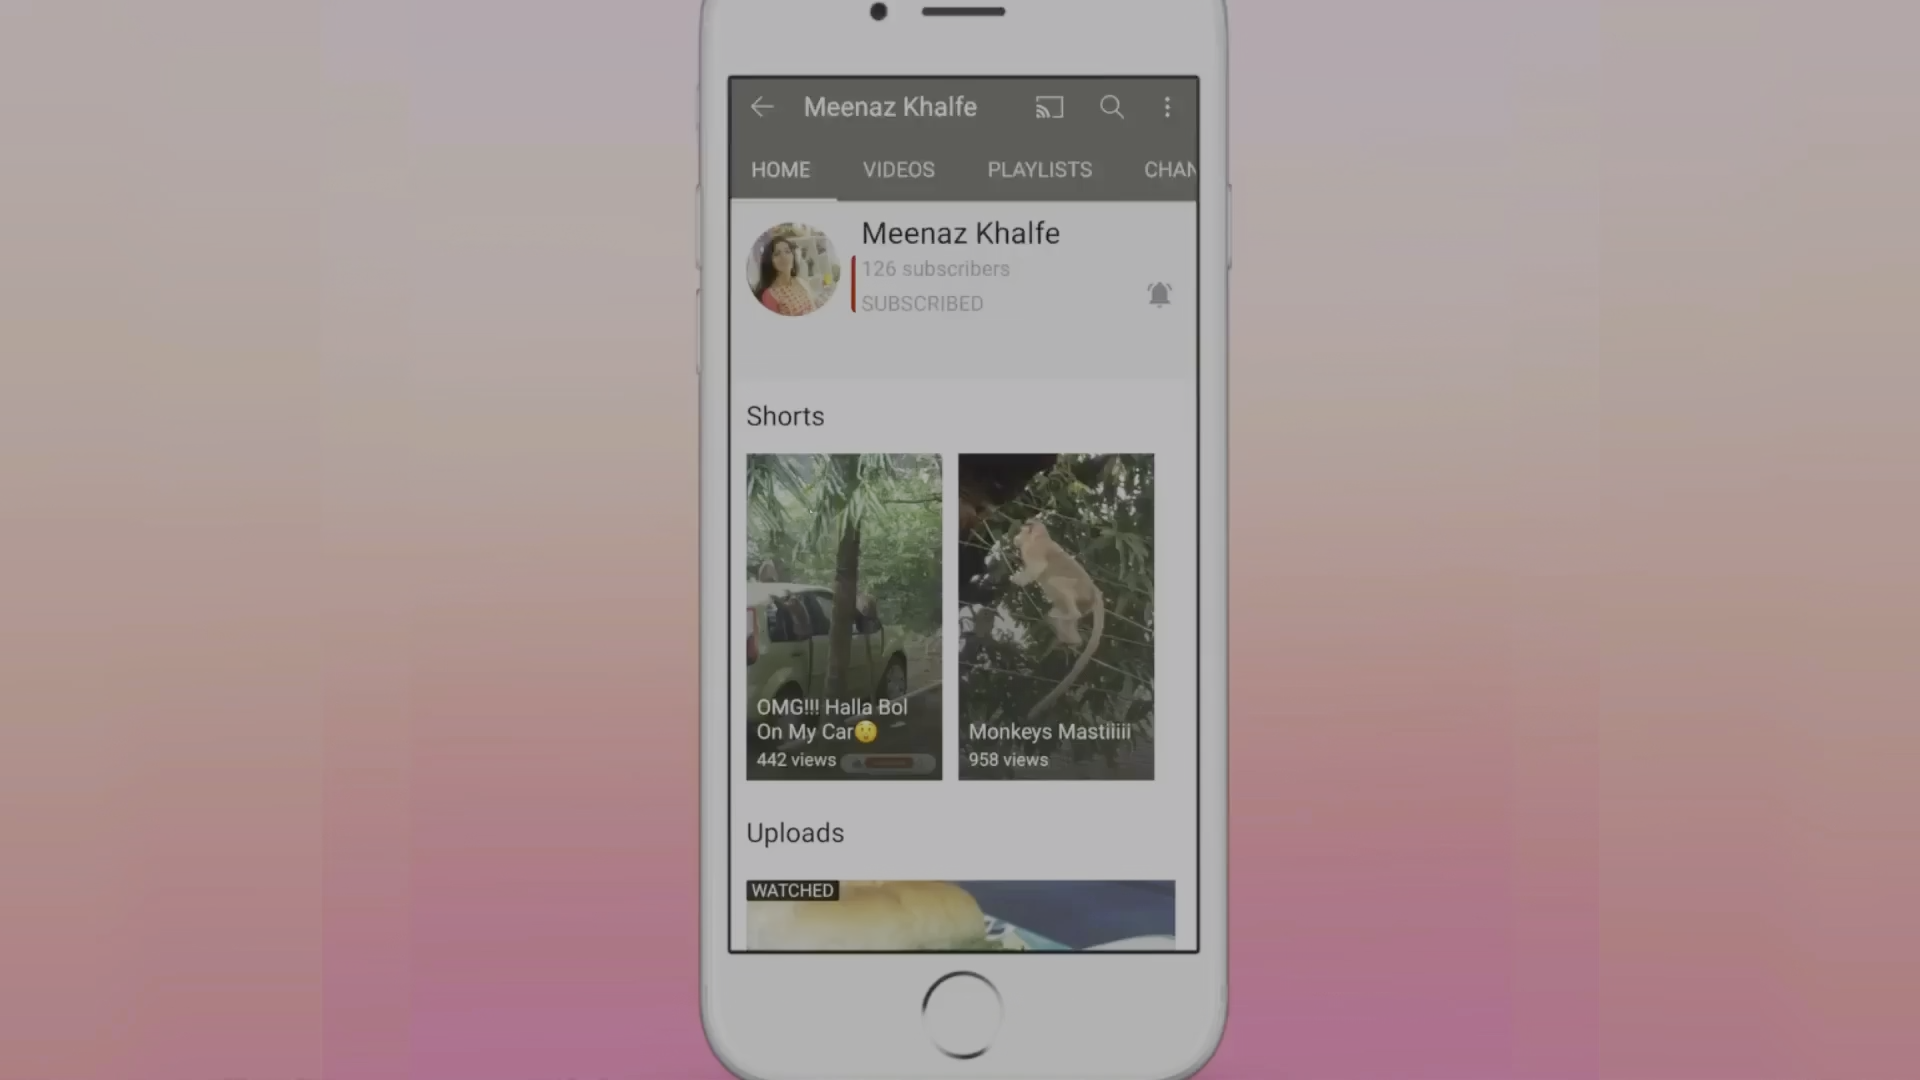 Meenaz Khalfe
HOME VIDEOS PLAYLISTS CHAN
Meenaz Khalfe
126 subscribers
SUBSCRIBED
Shorts
OMG!!! Halla Bol
On My Car😲
442 views
Monkeys Mastiiiii
958 views
Uploads
WATCHED